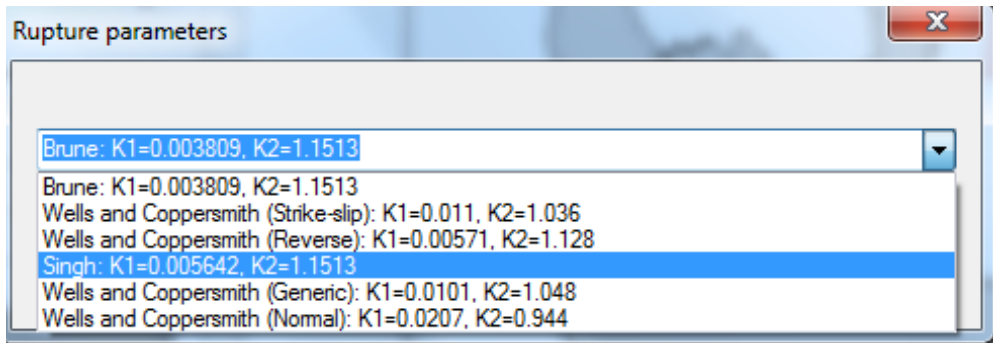 Rupture parameters
Brune: K1=0.003809, K2=1.1513
Brune: K1=0.003809, K2=1.1513
Wells and Coppersmith (Strike-slip): K1=0.011, K2=1.036
Wells and Coppersmith (Reverse): K1=0.00571, K2=1.128
Singh: K1=0.005642, K2=1.1513
Wells and Coppersmith (Generic): K1=0.0101, K2=1.048
Wells and Coppersmith (Normal): K1=0.0207, K2=0.944